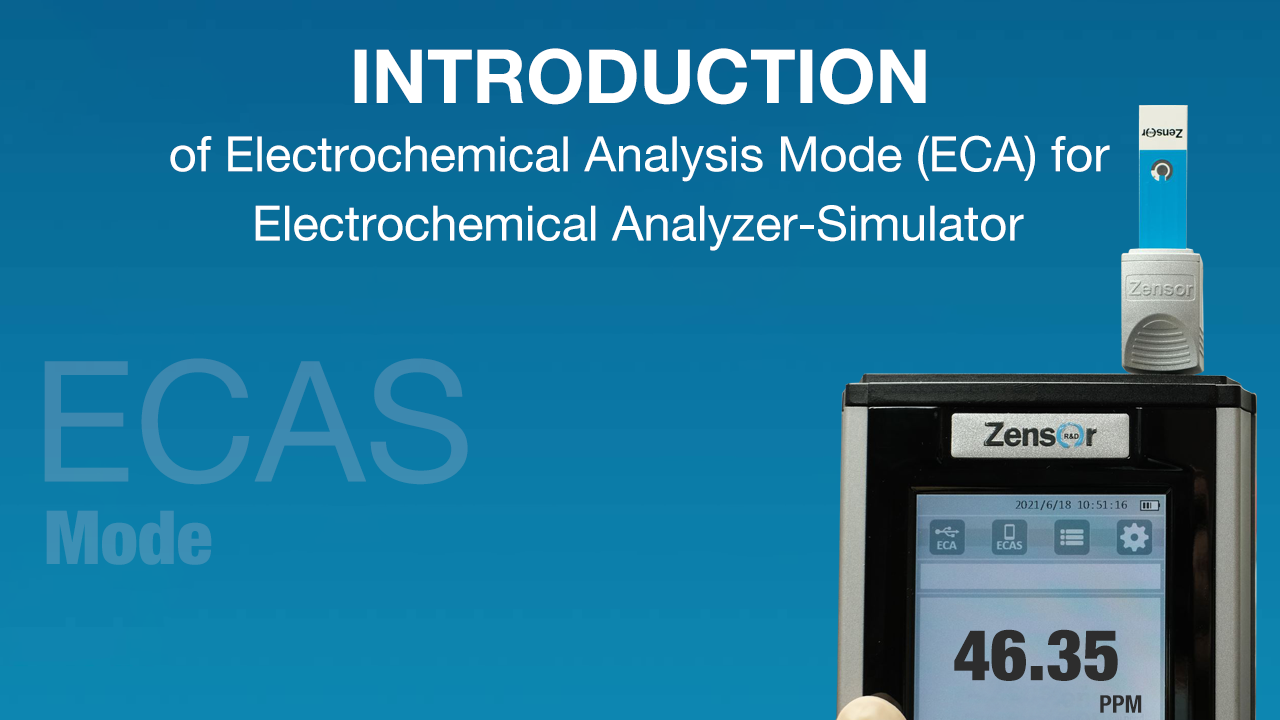 INTRODUCTION
of Electrochemical Analysis Mode (ECA) for
Electrochemical Analyzer-Simulator
Zensor
Zensor
ECAS
Mode
Zensor
R&D
2021/6/18 10:51:16
ECA
ECAS
46.35
PPM